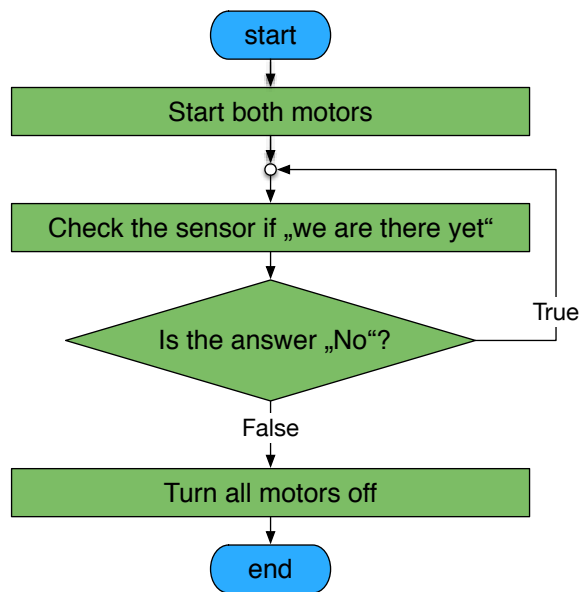 start
Start both motors
Check the sensor if „we are there yet“
True
Is the answer „No“?
False
Turn all motors off
end